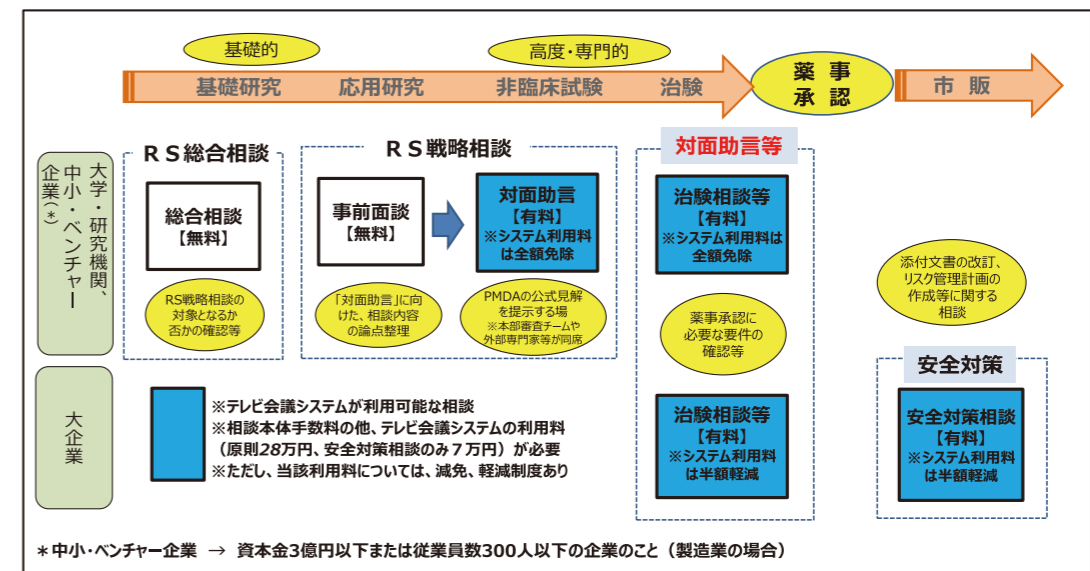 基礎的
高度・専門的
基礎研究
応用研究
非臨床試験
治験
薬 事
承 認
市 販
大学・研究機関、
中小・ベンチャー
企業(*)
RS総合相談
総合相談
【無料】
RS戦略相談の
対象となるか
否かの確認等
RS戦略相談
事前面談
【無料】
「対面助言」に向
けた、相談内容
の論点整理
対面助言
【有料】
※システム利用料
は全額免除
PMDAの公式見解
を提示する場
※本部審査チームや
外部専門家等が同席
対面助言等
治験相談等
【有料】
※システム利用料は
全額免除
薬事承認に
必要な要件の
確認等
添付文書の改訂、
リスク管理計画の
作成等に関する
相談
大企業
※テレビ会議システムが利用可能な相談
※相談本体手数料の他、テレビ会議システムの利用料
（原則28万円、安全対策相談のみ７万円）が必要
※ただし、当該利用料については、減免、軽減制度あり
治験相談等
【有料】
※システム利用料
は半額軽減
安全対策
安全対策相談
【有料】
※システム利用料
は半額軽減
＊中小・ベンチャー企業 → 資本金3億円以下または従業員数300人以下の企業のこと（製造業の場合）